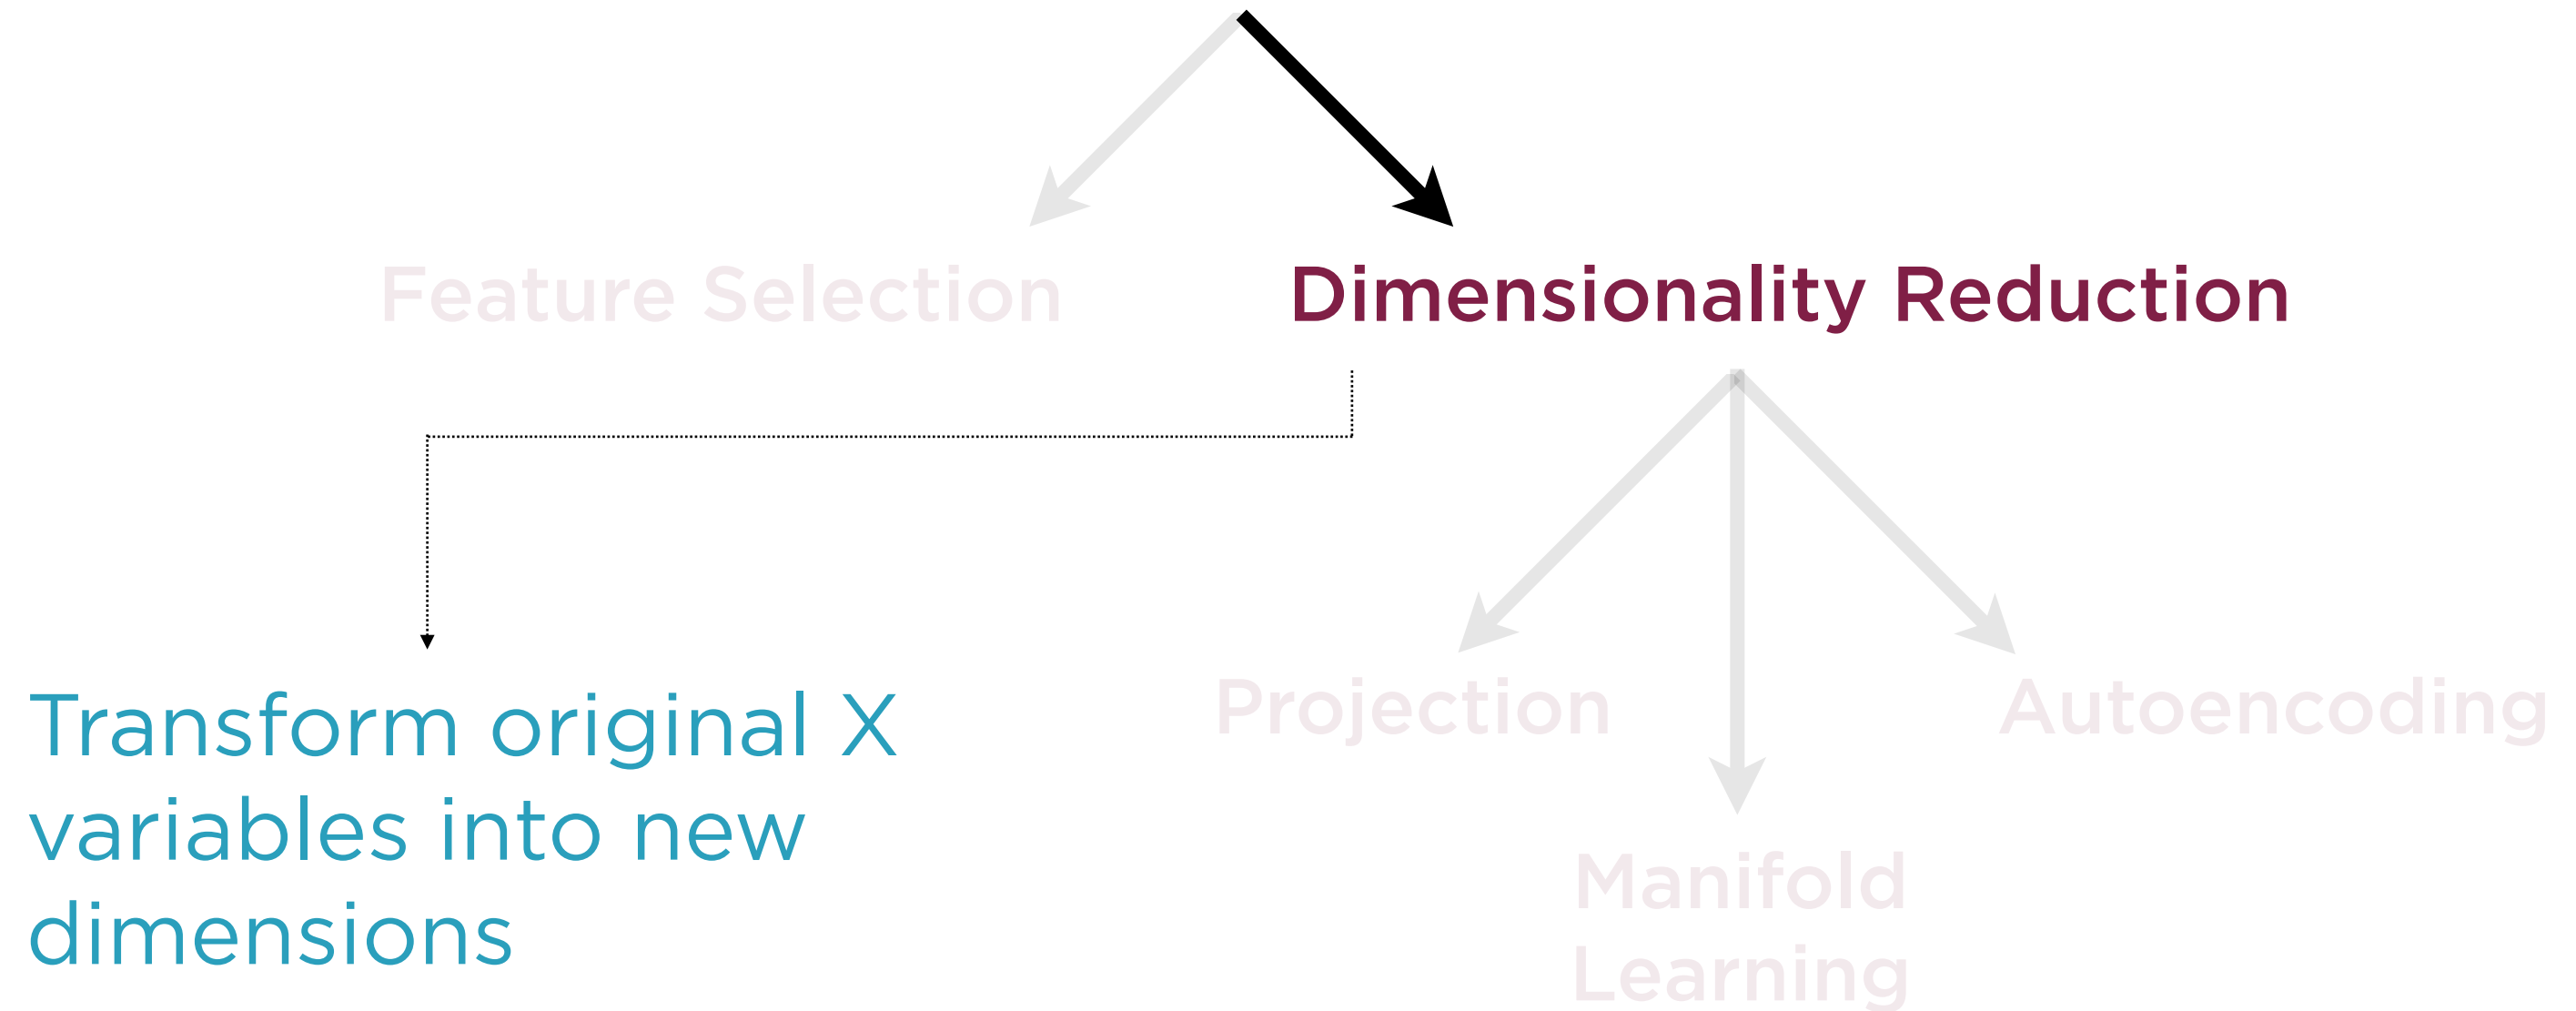 Feature Selection
Dimensionality Reduction
Transform original X
variables into new
dimensions
Projection
Autoencoding
Manifold
Learning